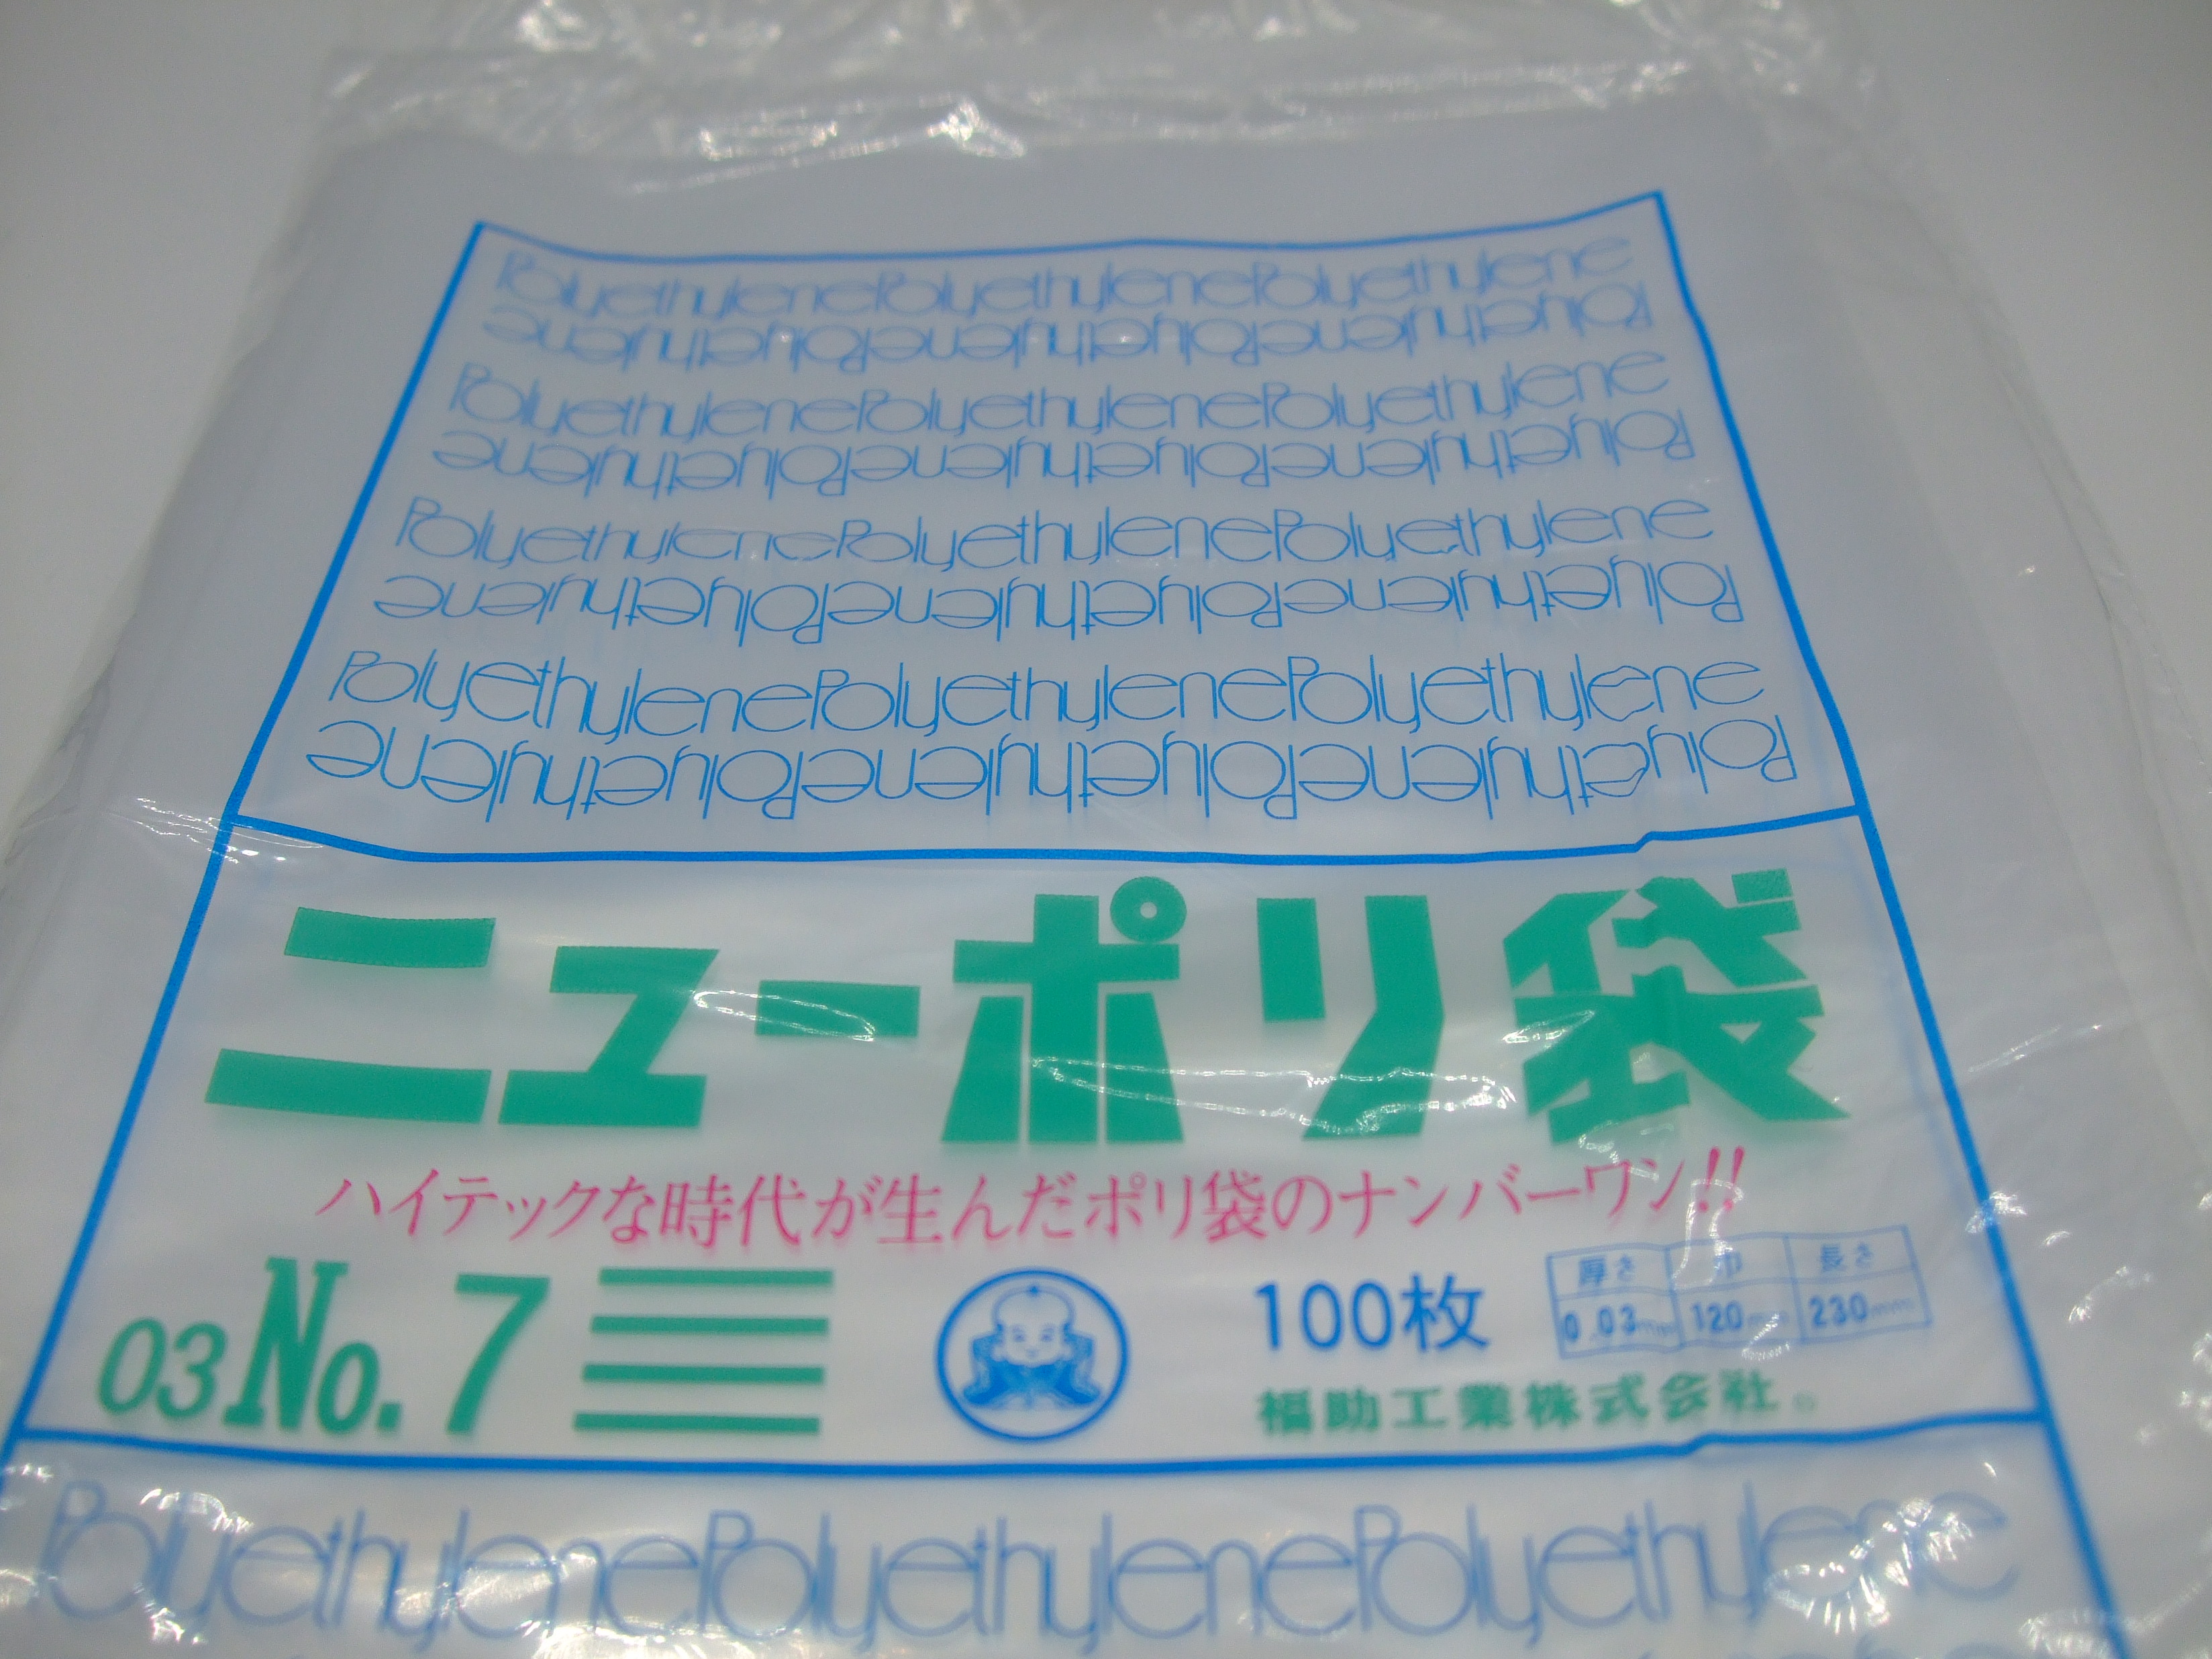 PolyethylenePolyethylenePolyethylene
PolyethylenePolyethylenePolyethylene
PolyethylenePolyethylenePolyethylene
PolyethylenePolyethylenePolyethylene
PolyethylenePolyethylenePolyethylene
PolyethylenePolyethylenePolyethylene
PolyethylenePolyethylenePolyethylene
PolyethylenePolyethylenePolyethylene
ニューポリ袋
ハイテックな時代が生んだポリ袋のナンバーワン!!
03 No. 7
100枚
厚さ 巾 長さ
0.03mm 120mm 230mm
福助工業株式会社
PolyethylenePolyethylenePolyethylene